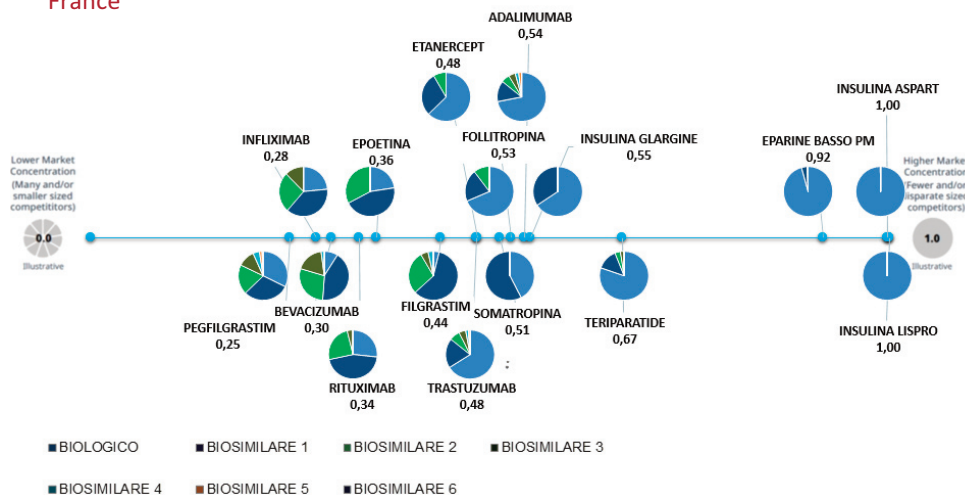 France
ADALIMUMAB
0,54
ETANERCEPT
0,48
INSULINA ASPART
1,00
INFLIXIMAB
0,28
EPOETINA
0,36
FOLLITROPINA
0,53
INSULINA GLARGINE
0,55
EPARINE BASSO PM
0,92
Lower Market
Concentration
(Many and/or
smaller sized
competititors)
0.0
Illustrative
Higher Market
Concentration
(Fewer and/or
disparate sized
competitors)
1.0
Illustrative
PEGFILGRASTIM
0,25
BEVACIZUMAB
0,30
FILGRASTIM
0,44
SOMATROPINA
0,51
TERIPARATIDE
0,67
INSULINA LISPRO
1,00
RITUXIMAB
0,34
TRASTUZUMAB
0,48
;
BIOLOGICO
BIOSIMILARE 1
BIOSIMILARE 2
BIOSIMILARE 3
BIOSIMILARE 4
BIOSIMILARE 5
BIOSIMILARE 6